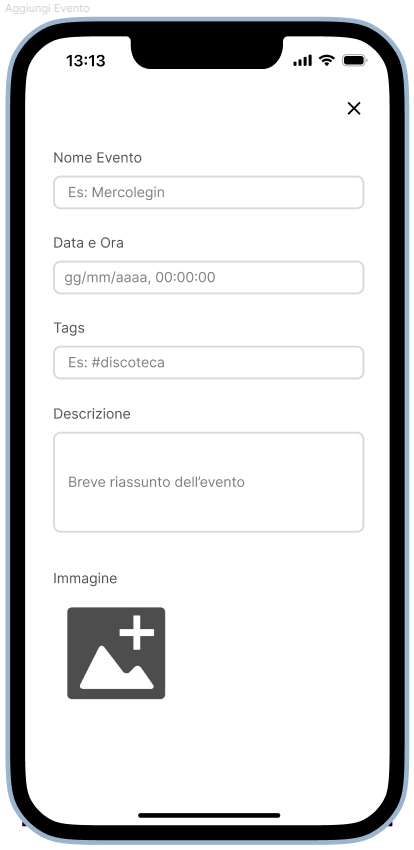 Aggiungi Evento
13:13
Nome Evento
Es: Mercolegin
Data e Ora
gg/mm/aaaa, 00:00:00
Tags
Es: #discoteca
Descrizione
Breve riassunto dell'evento
Immagine